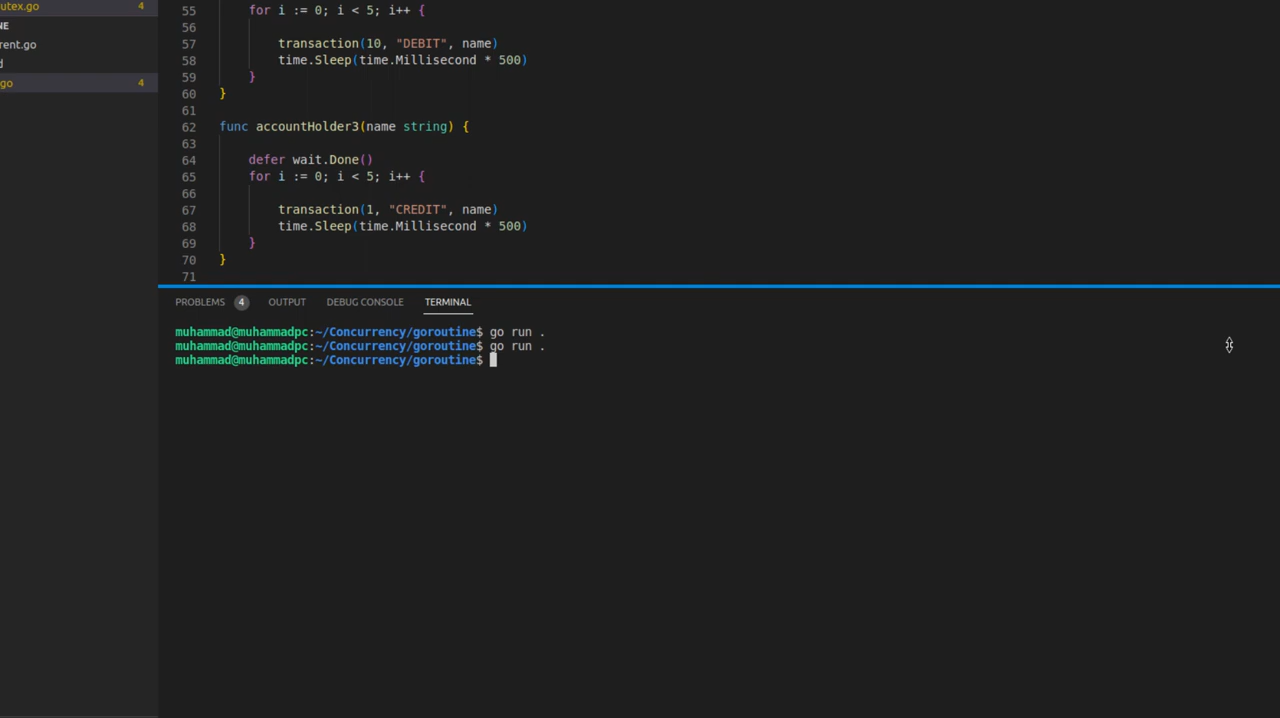 utex.go 4
NE
rent.go
d
go 4
55 for i := 0; i < 5; i++ {
56
57 transaction(10, "DEBIT", name)
58 time.Sleep(time.Millisecond * 500)
59 }
60 }
61
62 func accountHolder3(name string) {
63
64 defer wait.Done()
65 for i := 0; i < 5; i++ {
66
67 transaction(1, "CREDIT", name)
68 time.Sleep(time.Millisecond * 500)
69 }
70 }
71
PROBLEMS 4 OUTPUT DEBUG CONSOLE TERMINAL
muhammad@muhammadpc:~/Concurrency/goroutine$ go run .
muhammad@muhammadpc:~/Concurrency/goroutine$ go run .
muhammad@muhammadpc:~/Concurrency/goroutine$